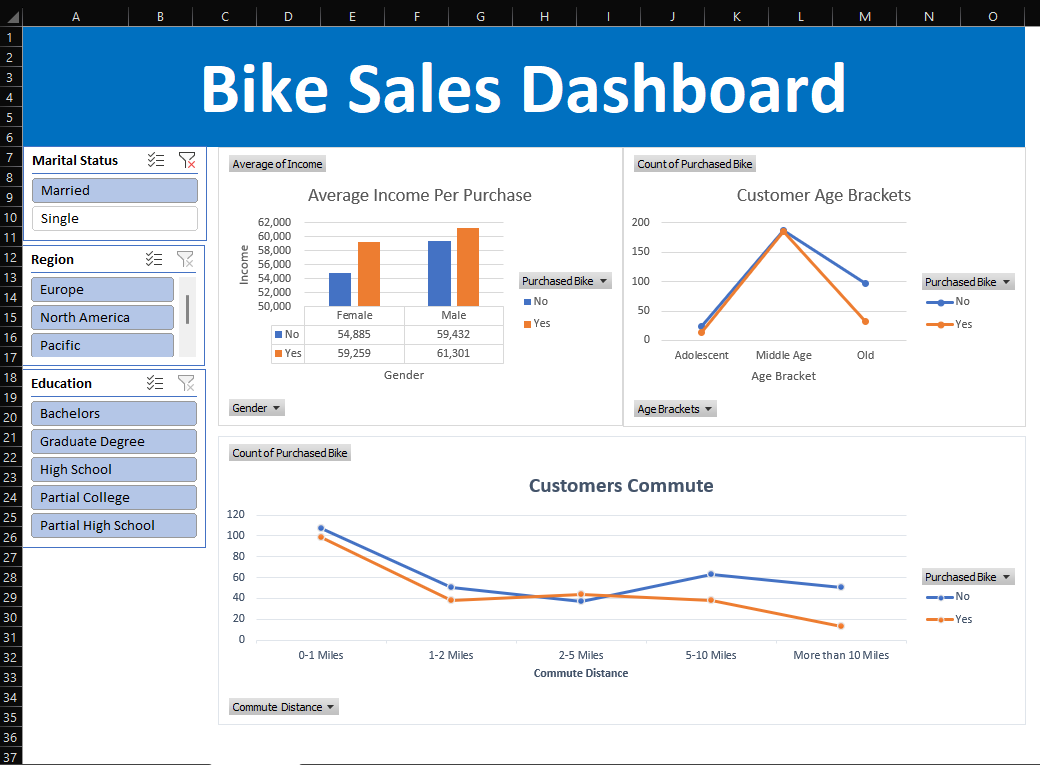 A B C D E F G H I J K L M N O
1
2
3
4
5
6
7
8
9
10
11
12
13
14
15
16
17
18
19
20
21
22
23
24
25
26
27
28
29
30
31
32
33
34
35
36
37
Bike Sales Dashboard
Marital Status
Married
Single
Region
Europe
North America
Pacific
Education
Bachelors
Graduate Degree
High School
Partial College
Partial High School
Average of Income
Average Income Per Purchase
Income
62,000
60,000
58,000
56,000
54,000
52,000
50,000
Female Male
No 54,885 59,432
Yes 59,259 61,301
Gender
Purchased Bike
No
Yes
Gender
Count of Purchased Bike
Customer Age Brackets
200
150
100
50
0
Adolescent Middle Age Old
Age Bracket
Purchased Bike
No
Yes
Age Brackets
Count of Purchased Bike
Customers Commute
120
100
80
60
40
20
0
0-1 Miles 1-2 Miles 2-5 Miles 5-10 Miles More than 10 Miles
Commute Distance
Purchased Bike
No
Yes
Commute Distance